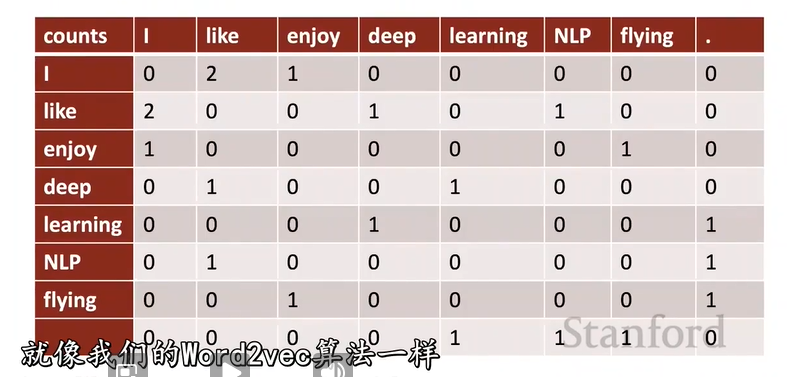 counts I like enjoy deep learning NLP flying .
I 0 2 1 0 0 0 0 0
like 2 0 0 1 0 1 0 0
enjoy 1 0 0 0 0 0 1 0
deep 0 1 0 0 1 0 0 0
learning 0 0 0 1 0 0 0 1
NLP 0 1 0 0 0 0 0 1
flying 0 0 1 0 0 0 0 1
0 0 0 0 1 1 1 0
Stanford
就像我们的Word2vec算法一样